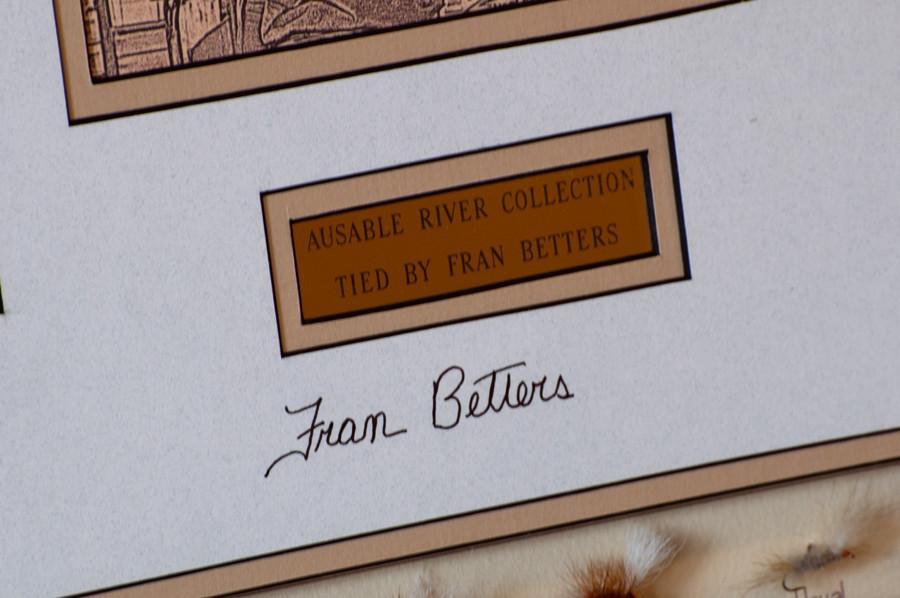 AUSABLE RIVER COLLECTION
TIED BY FRAN BETTERS
Fran Betters